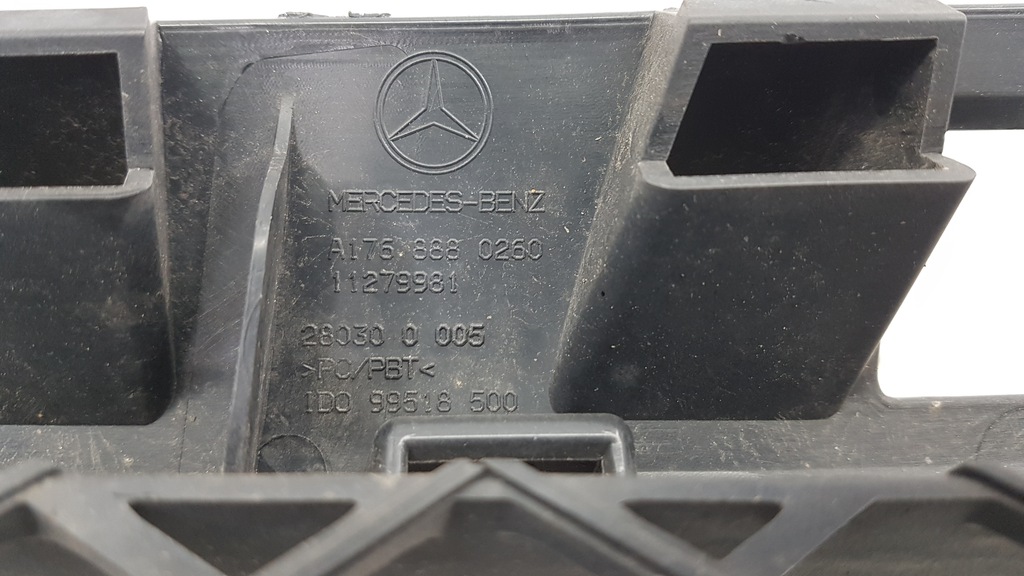 MERCEDES-BENZ
A176 888 0260
11279981
28030 0 005
>PC/PBT<
IDO 99518 500